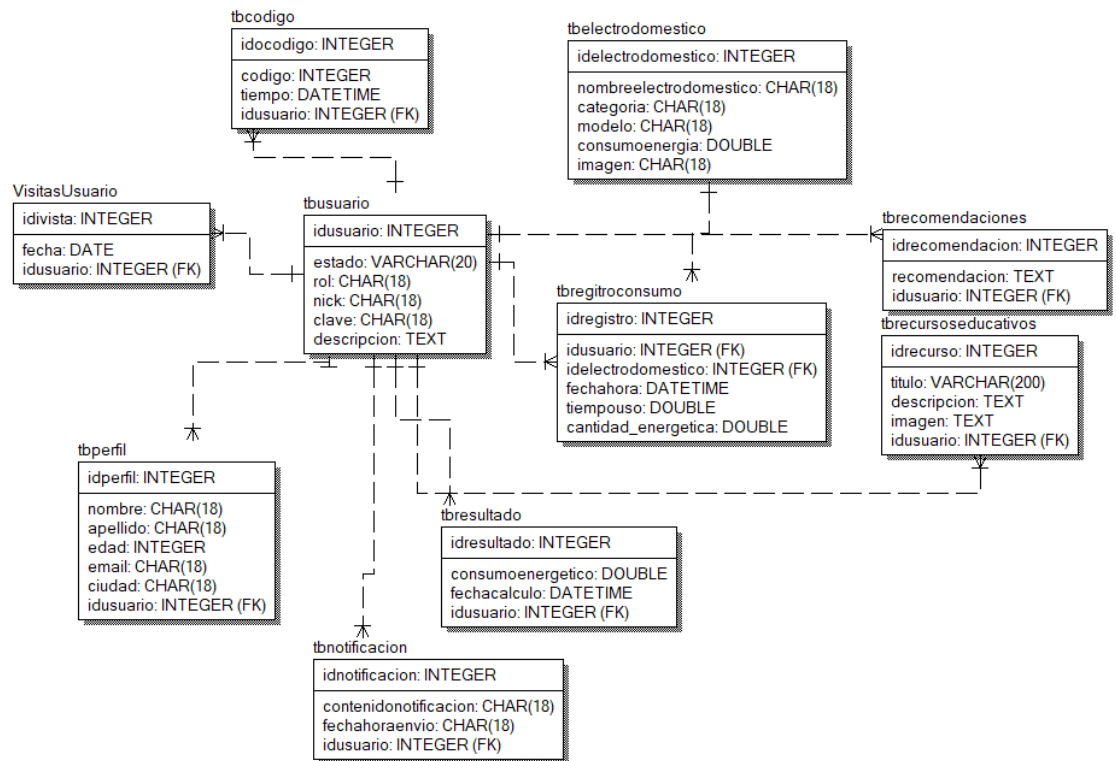 tbcodigo
idocodigo: INTEGER
codigo: INTEGER
tiempo: DATETIME
idusuario: INTEGER (FK)
tbelectrodomestico
idelectrodomestico: INTEGER
nombreelectrodomestico: CHAR(18)
categoria: CHAR(18)
modelo: CHAR(18)
consumoenergia: DOUBLE
imagen: CHAR(18)
VisitasUsuario
idivista: INTEGER
fecha: DATE
idusuario: INTEGER (FK)
tbusuario
idusuario: INTEGER
estado: VARCHAR(20)
rol: CHAR(18)
nick: CHAR(18)
clave: CHAR(18)
descripcion: TEXT
tbrecomendaciones
idrecomendacion: INTEGER
recomendacion: TEXT
idusuario: INTEGER (FK)
tbregitroconsumo
idregistro: INTEGER
idusuario: INTEGER (FK)
idelectrodomestico: INTEGER (FK)
fechahora: DATETIME
tiempouso: DOUBLE
cantidad_energetica: DOUBLE
tbrecursoseducativos
idrecurso: INTEGER
titulo: VARCHAR(200)
descripcion: TEXT
imagen: TEXT
idusuario: INTEGER (FK)
tbperfil
idperfil: INTEGER
nombre: CHAR(18)
apellido: CHAR(18)
edad: INTEGER
email: CHAR(18)
ciudad: CHAR(18)
idusuario: INTEGER (FK)
tbresultado
idresultado: INTEGER
consumoenergetico: DOUBLE
fechacalculo: DATETIME
idusuario: INTEGER (FK)
tbnotificacion
idnotificacion: INTEGER
contenidonotificacion: CHAR(18)
fechahoraenvio: CHAR(18)
idusuario: INTEGER (FK)